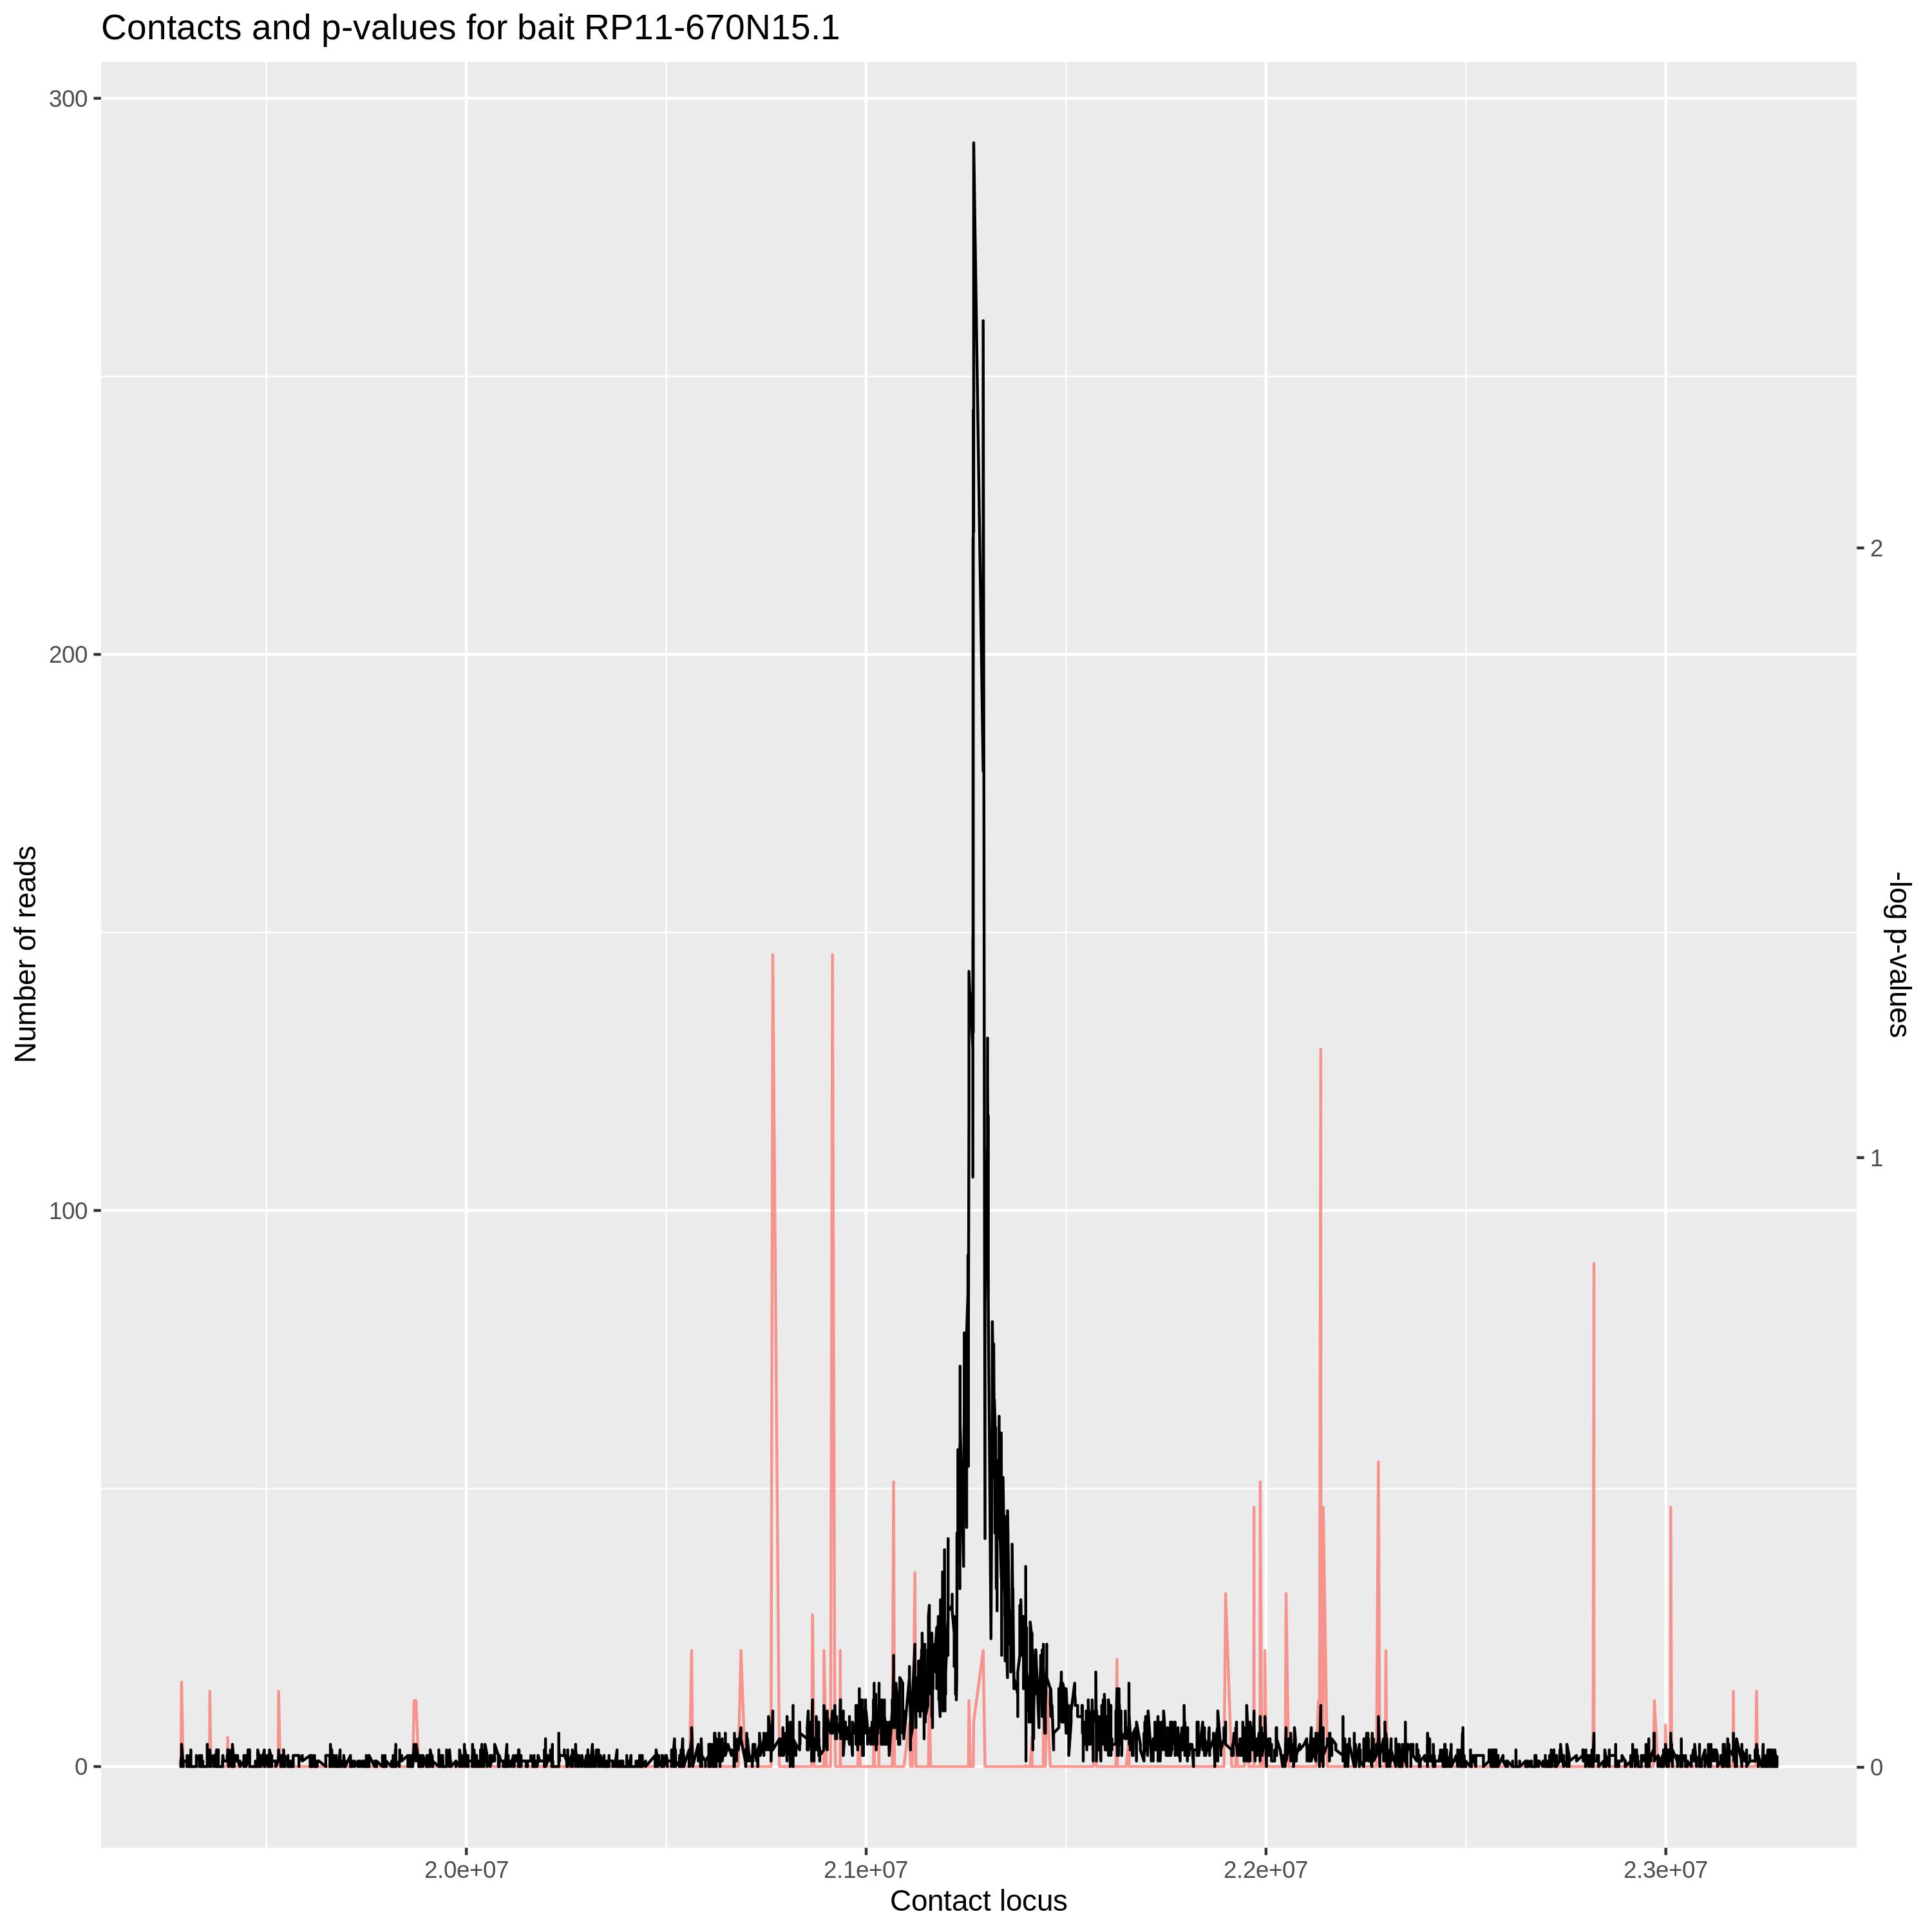 Contacts and p-values for bait RP11-670N15.1
300
200
100
0
Number of reads
2
1
0
-log p-values
2.0e+07
2.1e+07
2.2e+07
2.3e+07
Contact locus